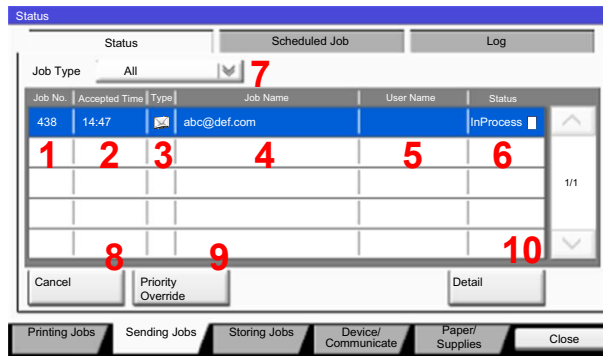 Status
Status Scheduled Job Log
Job Type All 7
Job No. Accepted Time Type Job Name User Name Status
438 14:47 abc@def.com InProcess
1 2 3 4 5 6
1/1
8 9 10
Cancel Priority Override Detail
Printing Jobs Sending Jobs Storing Jobs Device/ Communicate Paper/ Supplies Close